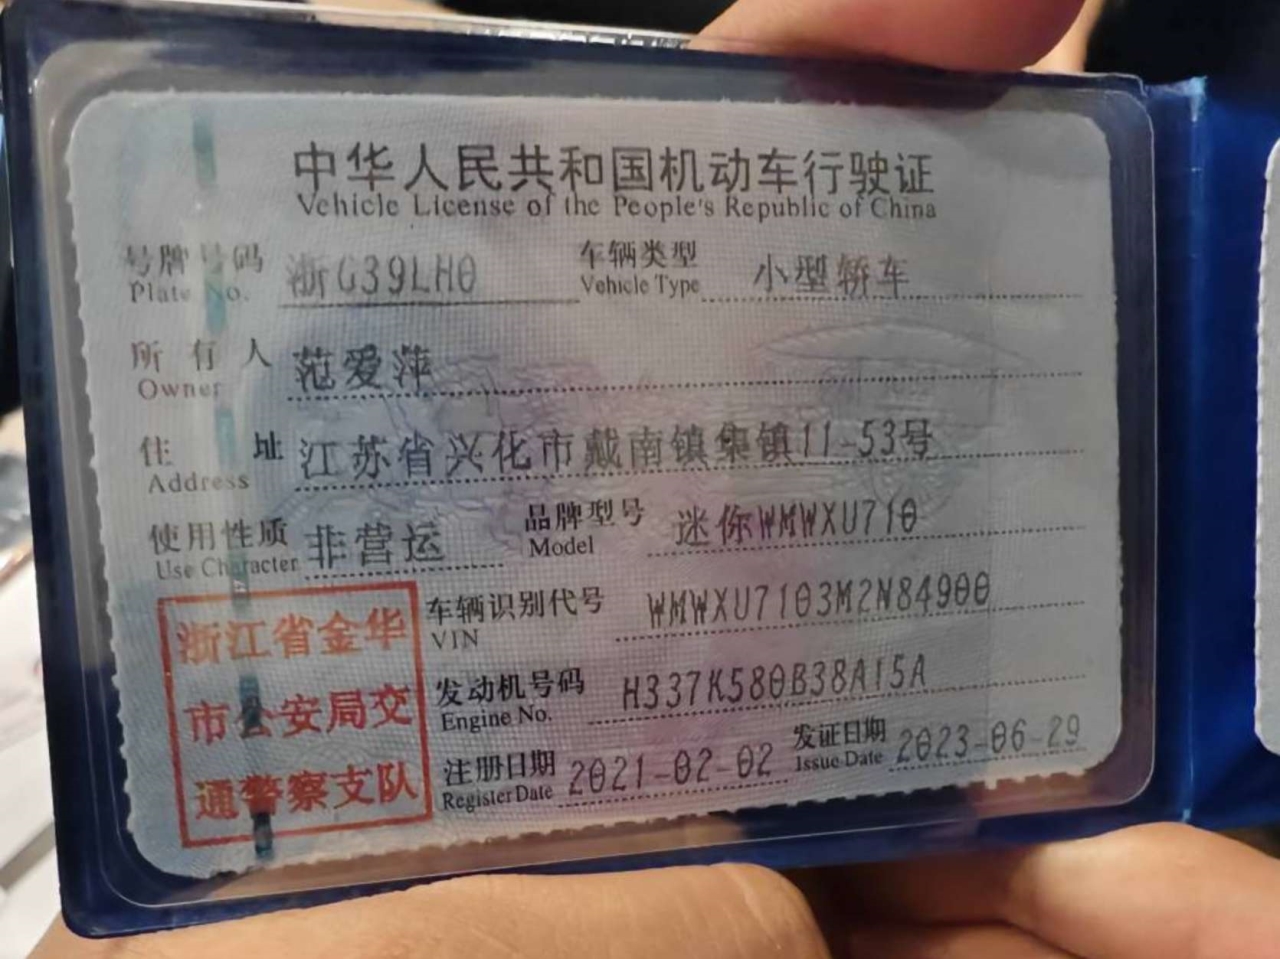 中华人民共和国机动车行驶证
Vehicle License of the People's Republic of China
号牌号码 浙G39LH0 车辆类型 小型轿车
Plate No. Vehicle Type
所有人 范爱萍
Owner
住址 江苏省兴化市戴南镇集镇11-53号
Address
使用性质 非营运 品牌型号 迷你WMWXU710
Use Character Model
浙江省金华
市公安局交
通警察支队
车辆识别代号 WMWXU7103M2N84900
VIN
发动机号码 H337K580B38A15A
Engine No.
注册日期 2021-02-02 发证日期 2023-06-29
Register Date Issue Date